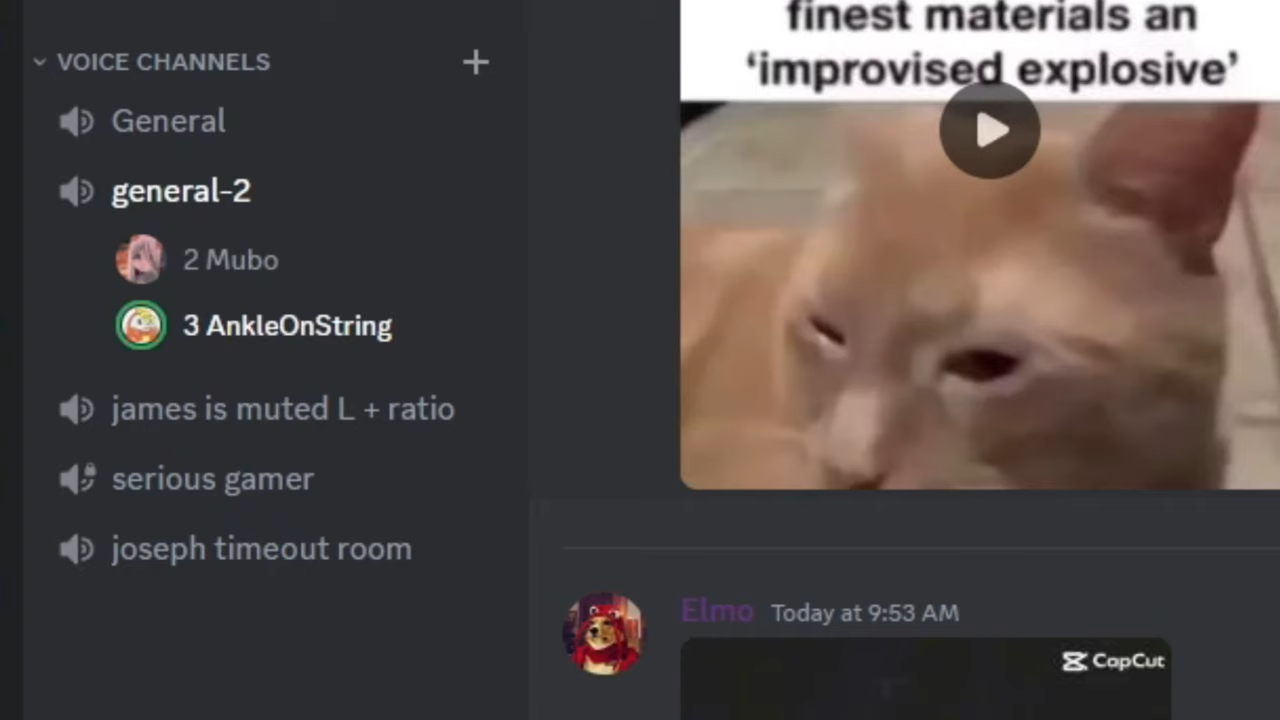 VOICE CHANNELS
General
general-2
2 Mubo
3 AnkleOnString
james is muted L + ratio
serious gamer
joseph timeout room
finest materials an
‘improvised explosive’
Elmo Today at 9:53 AM
CapCut